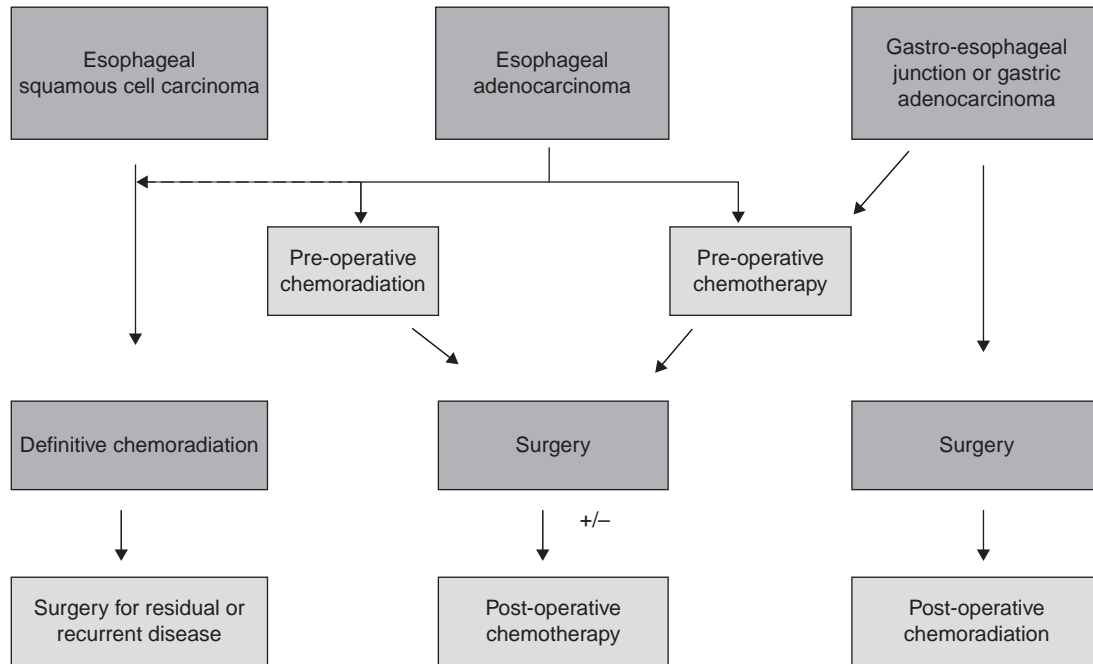 Esophageal
squamous cell carcinoma
Esophageal
adenocarcinoma
Gastro-esophageal
junction or gastric
adenocarcinoma
Pre-operative
chemoradiation
Pre-operative
chemotherapy
Definitive chemoradiation
Surgery
Surgery
+/–
Surgery for residual or
recurrent disease
Post-operative
chemotherapy
Post-operative
chemoradiation